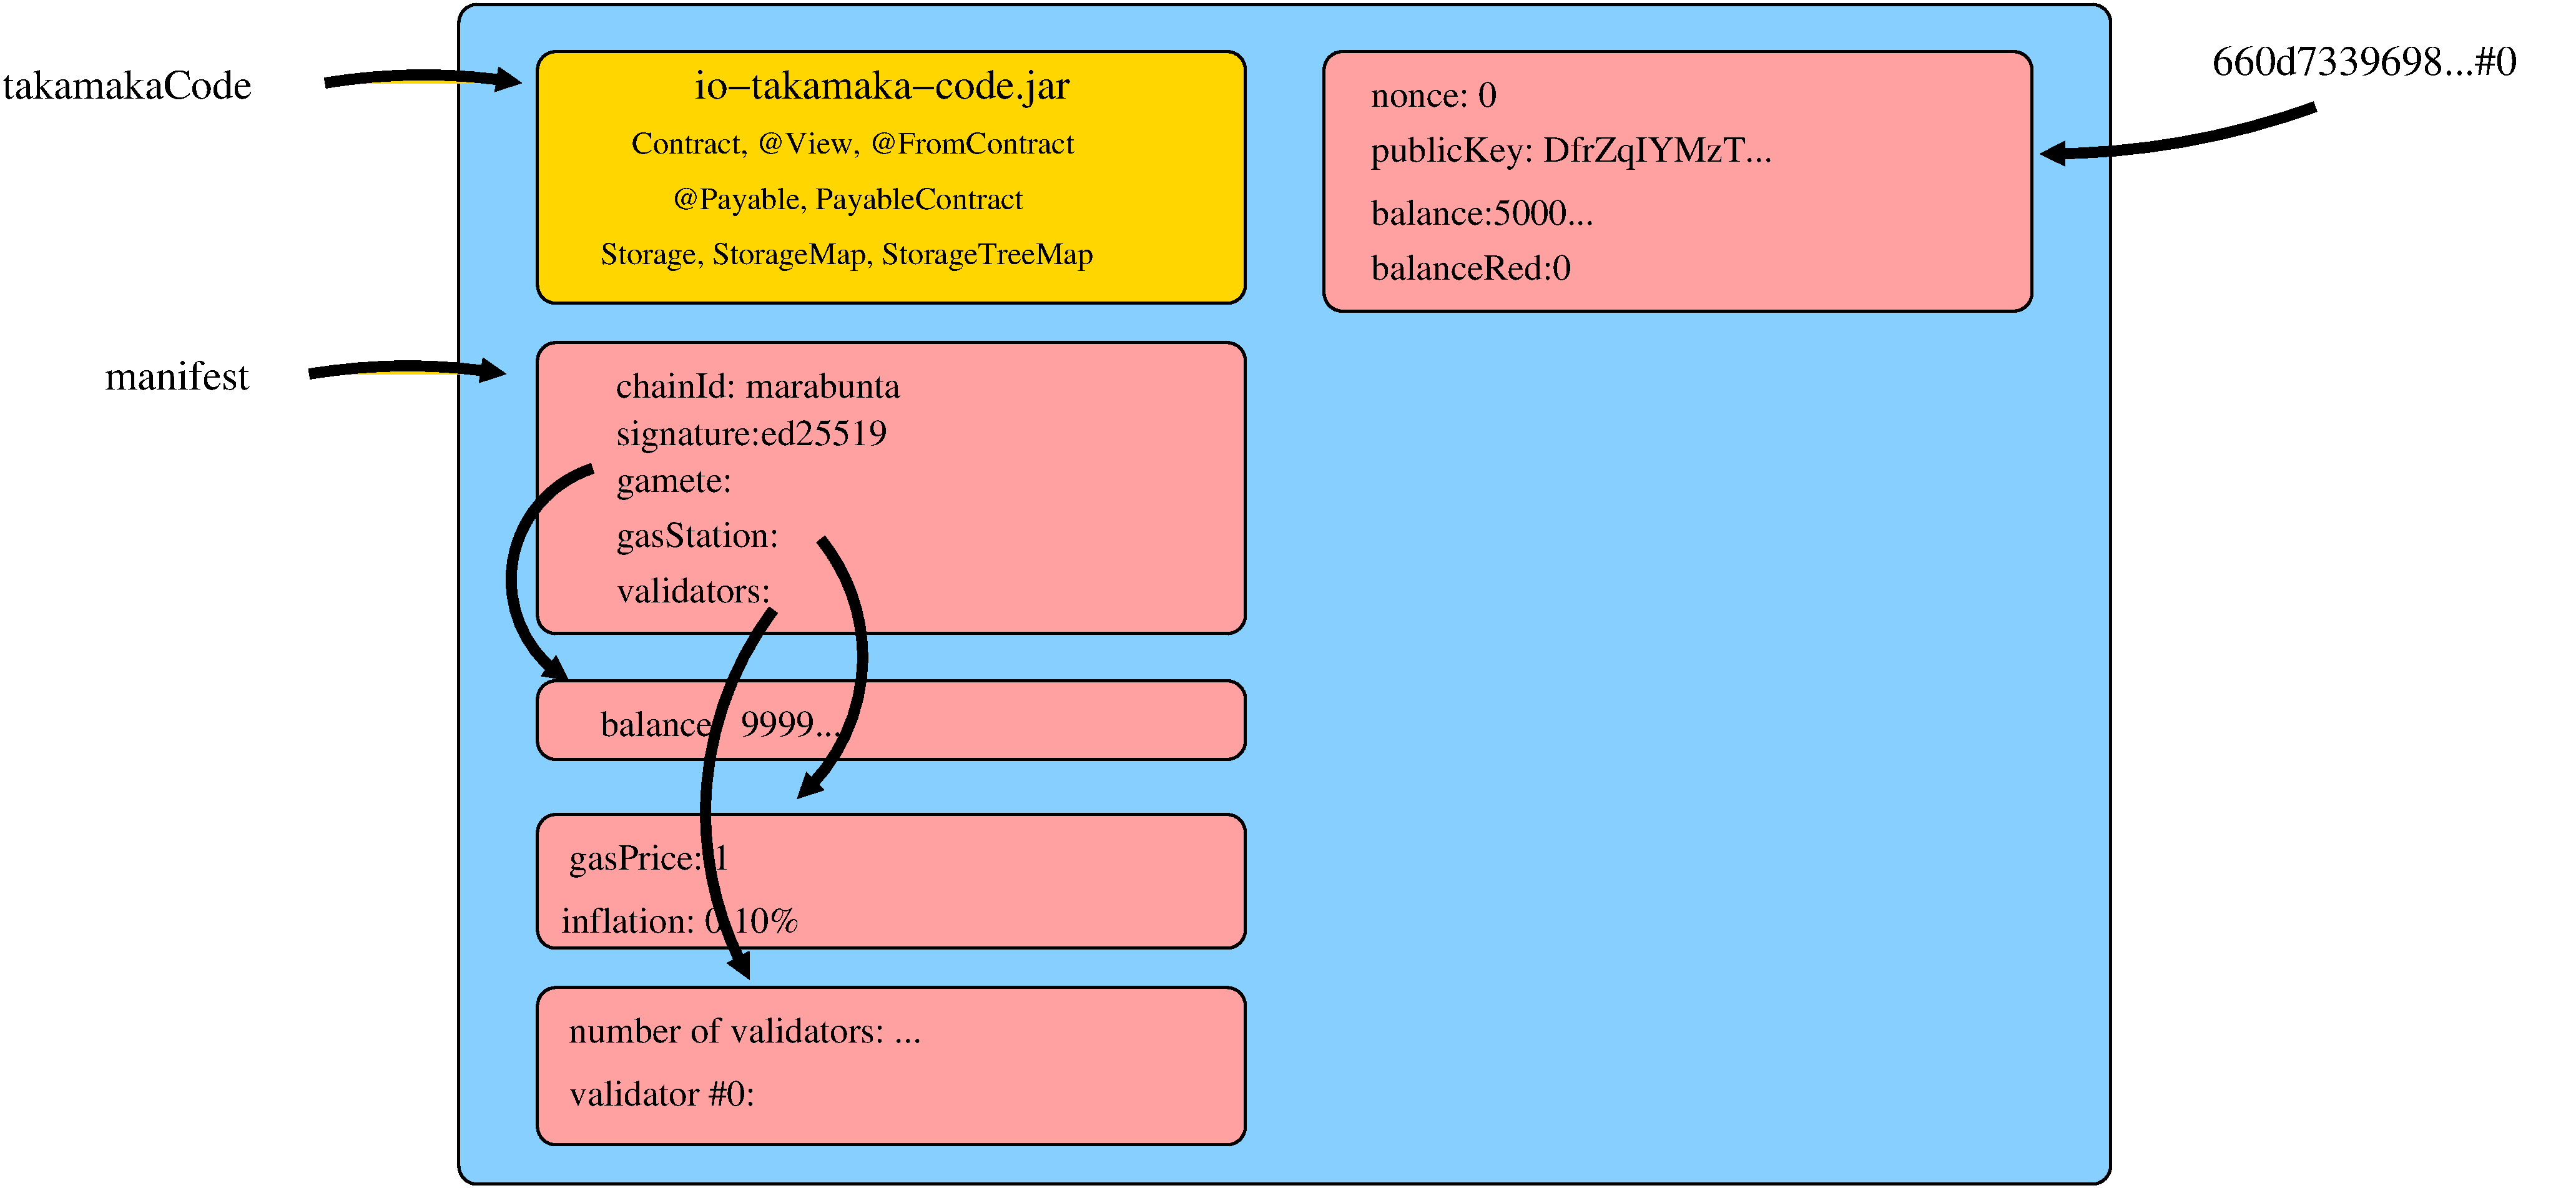 takamakaCode
io−takamaka−code.jar
Contract, @View, @FromContract
@Payable, PayableContract
Storage, StorageMap, StorageTreeMap
manifest
chainId: marabunta
signature:ed25519
gamete:
gasStation:
validators:
balance 9999...
gasPrice: 1
inflation: 0.10%
number of validators: ...
validator #0:
660d7339698...#0
nonce: 0
publicKey: DfrZqIYMzT...
balance:5000...
balanceRed:0